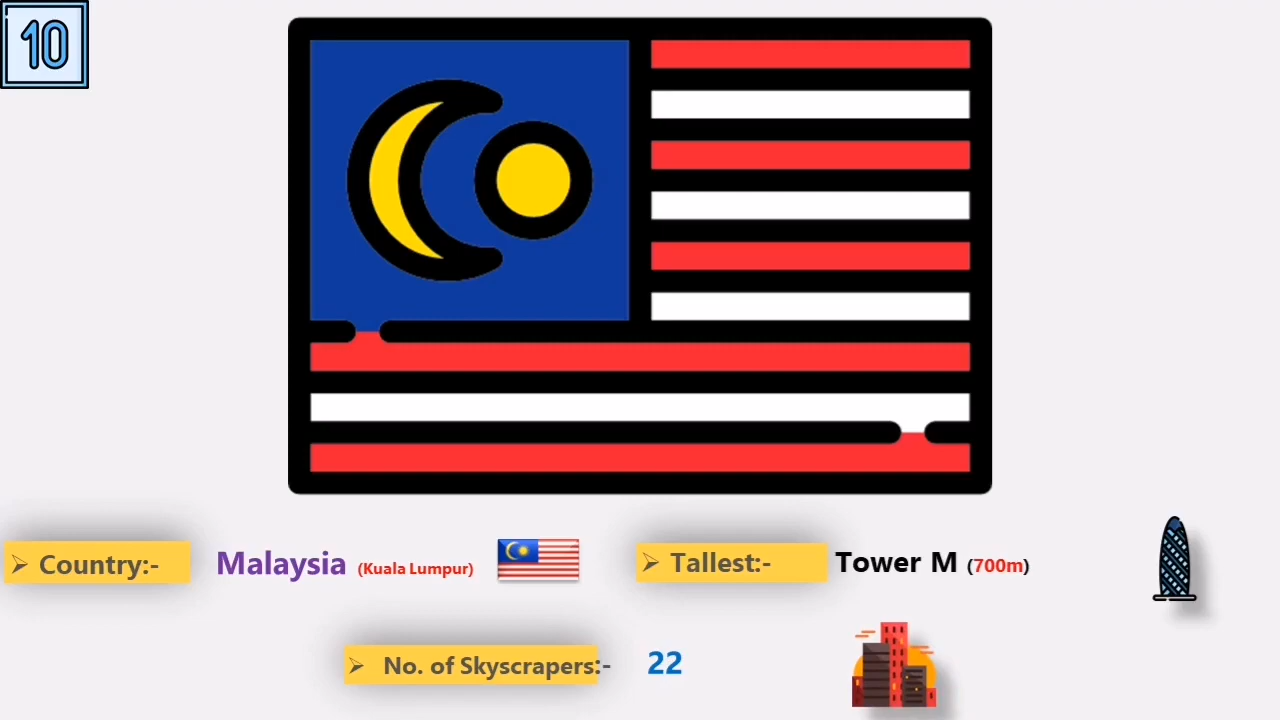 10
➢ Country:- Malaysia (Kuala Lumpur)
➢ Tallest:- Tower M (700m)
➢ No. of Skyscrapers:- 22